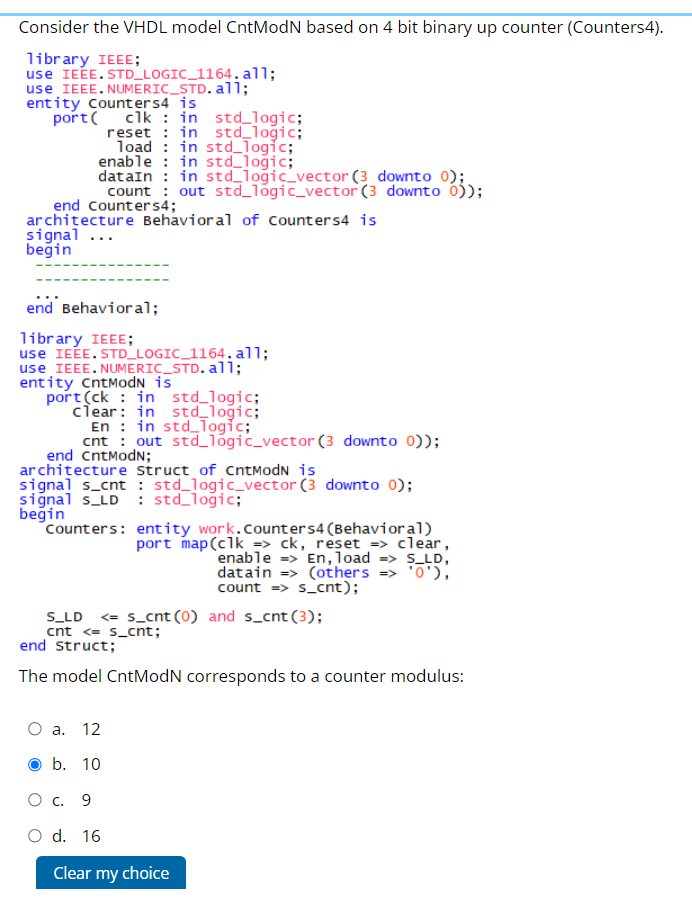 Consider the VHDL model CntModN based on 4 bit binary up counter (Counters4).
library IEEE;
use IEEE.STD_LOGIC_1164.all;
use IEEE.NUMERIC_STD.all;
entity Counters4 is
port( clk : in std_logic;
reset : in std_logic;
load : in std_logic;
enable : in std_logic;
dataIn : in std_logic_vector(3 downto 0);
count : out std_logic_vector(3 downto 0));
end Counters4;
architecture Behavioral of Counters4 is
signal ...
begin
---------------
---------------
...
end Behavioral;
library IEEE;
use IEEE.STD_LOGIC_1164.all;
use IEEE.NUMERIC_STD.all;
entity CntModN is
port(ck : in std_logic;
Clear: in std_logic;
En : in std_logic;
cnt : out std_logic_vector(3 downto 0));
end CntModN;
architecture Struct of CntModN is
signal s_cnt : std_logic_vector(3 downto 0);
signal s_LD : std_logic;
begin
Counters: entity work.Counters4(Behavioral)
port map(clk => ck, reset => clear,
enable => En,load => S_LD,
datain => (others => '0'),
count => s_cnt);
S_LD <= s_cnt(0) and s_cnt(3);
cnt <= s_cnt;
end Struct;
The model CntModN corresponds to a counter modulus:
a. 12
b. 10
c. 9
d. 16
Clear my choice